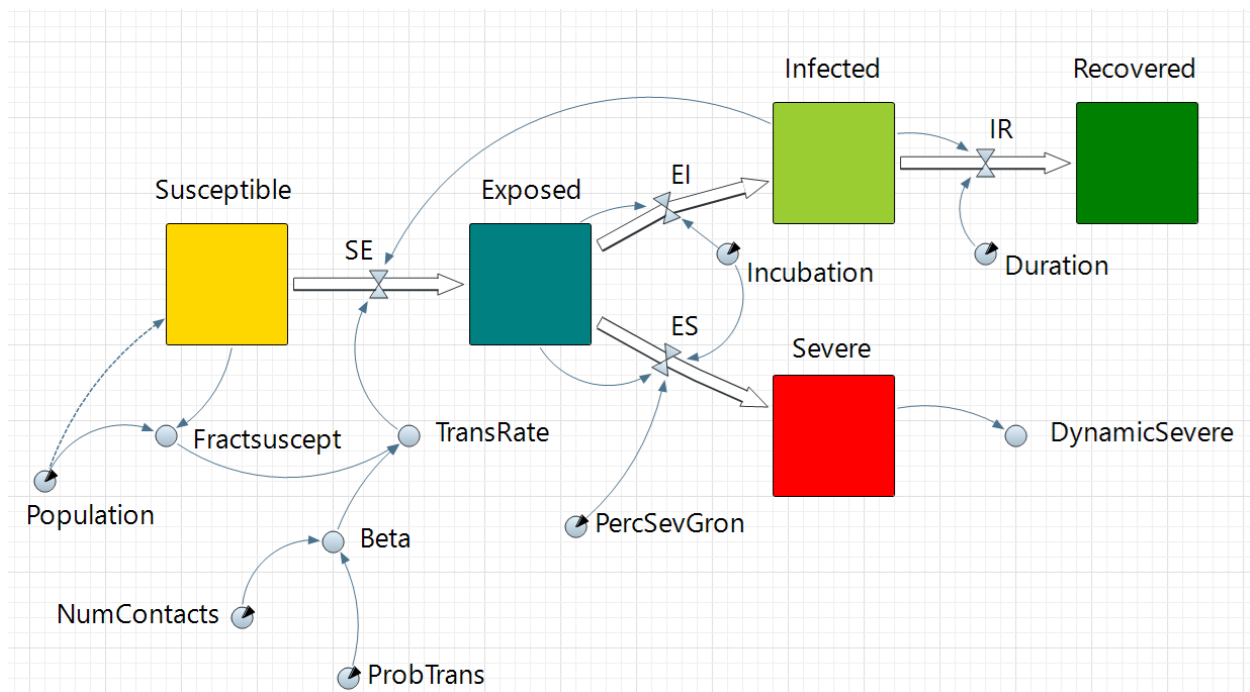 Infected
Recovered
IR
EI
Susceptible
Exposed
SE
Incubation
Duration
ES
Severe
Fractsuscept
TransRate
DynamicSevere
Population
PercSevGron
Beta
NumContacts
ProbTrans